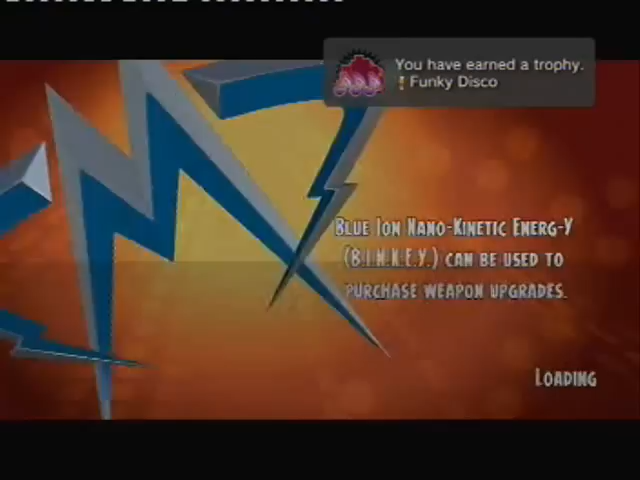 You have earned a trophy.
Funky Disco
Blue Ion Nano-Kinetic Energ-Y
(B.I.N.K.E.Y.) can be used to
purchase weapon upgrades.
Loading